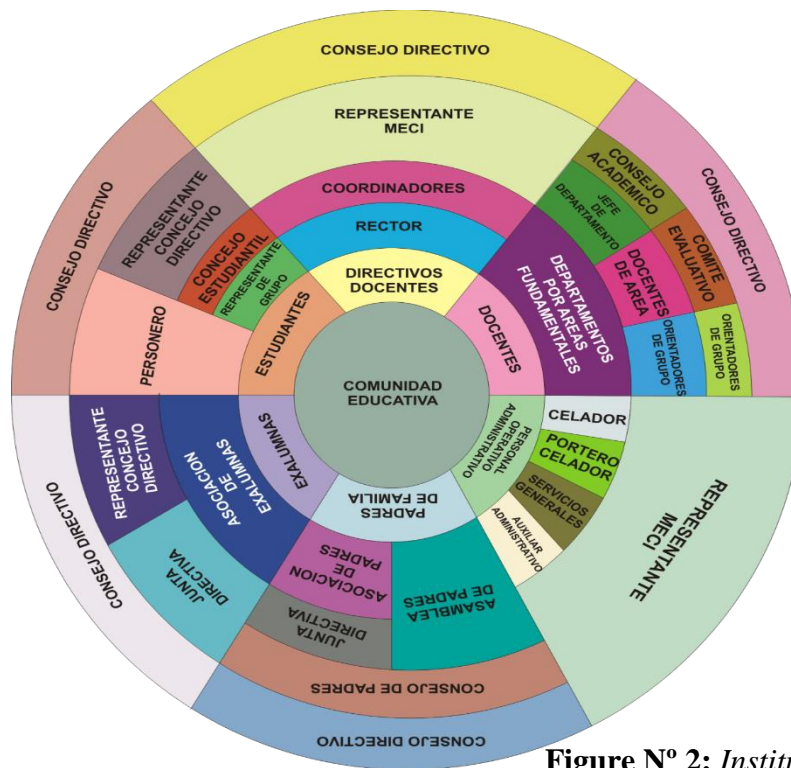 CONSEJO DIRECTIVO
REPRESENTANTE
MECI
COORDINADORES
RECTOR
DIRECTIVOS
DOCENTES
CONSEJO DIRECTIVO
CONSEJO
ACADEMICO
JEFE
DE
DEPARTAMENTO
COMITE
EVALUATIVO
DOCENTES
DE AREA
ORIENTADORES
DE GRUPO
ORIENTADORES
DE GRUPO
DEPARTAMENTOS
POR AREAS
FUNDAMENTALES
DOCENTES
CONSEJO DIRECTIVO
REPRESENTANTE
CONCEJO
DIRECTIVO
CONCEJO
ESTUDIANTIL
REPRESENTANTE
DE
GRUPO
PERSONERO
ESTUDIANTES
COMUNIDAD
EDUCATIVA
CELADOR
PORTERO
CELADOR
SERVICIOS
GENERALES
AUXILIAR
ADMINISTRATIVO
PERSONAL
OPERATIVO
ADMINISTRATIVO
REPRESENTANTE
MECI
EXALUMNAS
ASOCIACION
DE
EXALUMNAS
REPRESENTANTE
CONCEJO
DIRECTIVO
JUNTA
DIRECTIVA
CONSEJO DIRECTIVO
PADRES
DE FAMILIA
ASOCIACION
DE
PADRES
JUNTA
DIRECTIVA
ASAMBLEA
DE PADRES
CONSEJO DE PADRES
CONSEJO DIRECTIVO
Figure Nº 2: Institu